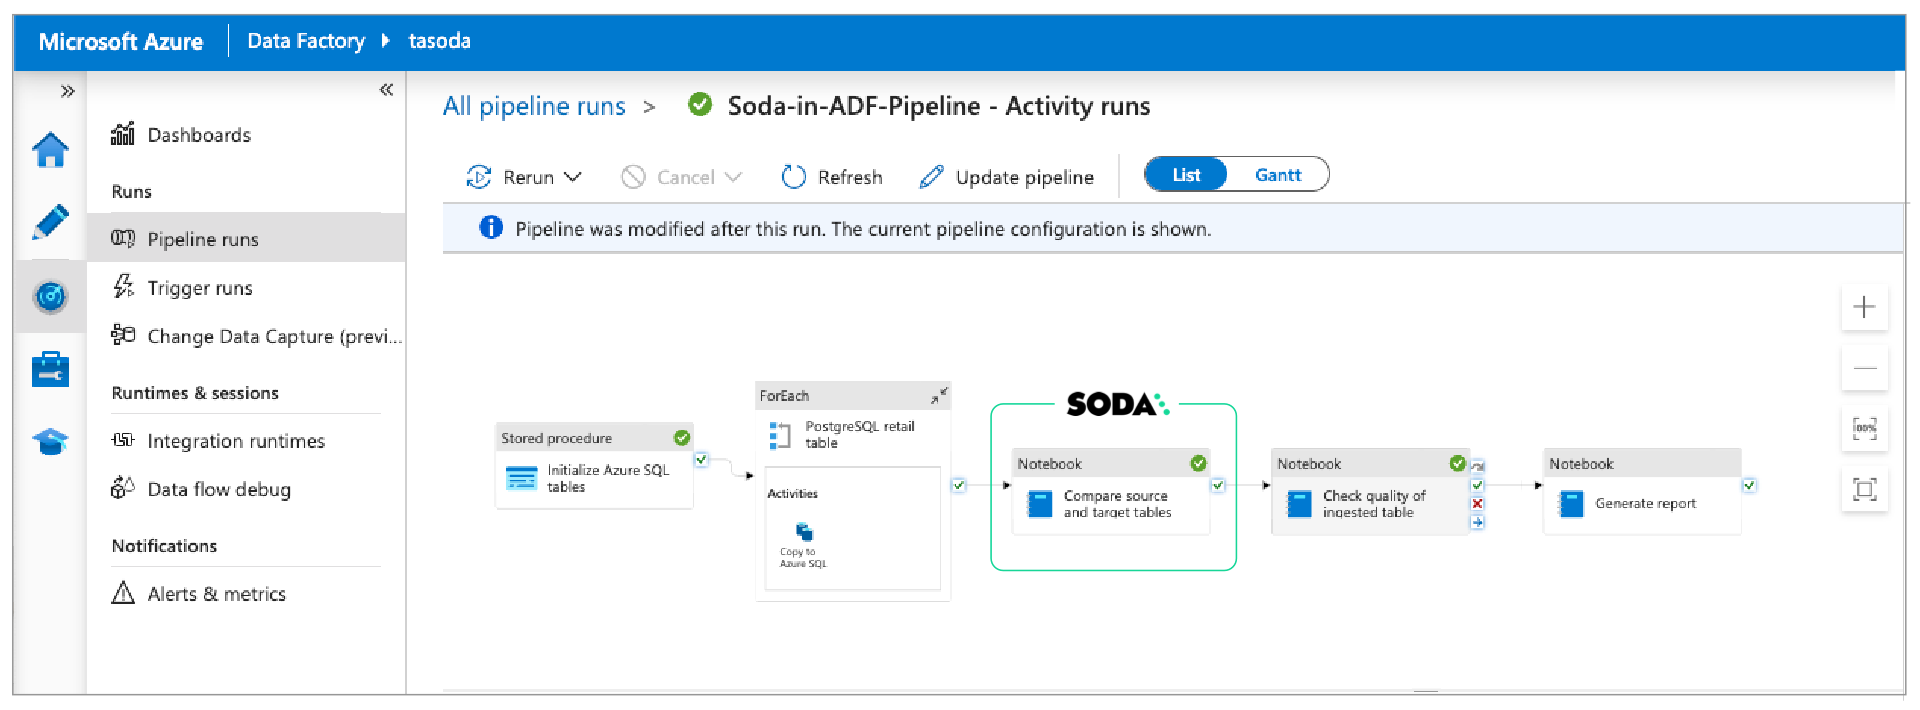 Microsoft Azure
Data Factory
tasoda
Dashboards
Runs
Pipeline runs
Trigger runs
Change Data Capture (previ...
Runtimes & sessions
Integration runtimes
Data flow debug
Notifications
Alerts & metrics
All pipeline runs > Soda-in-ADF-Pipeline - Activity runs
Rerun
Cancel
Refresh
Update pipeline
List
Gantt
Pipeline was modified after this run. The current pipeline configuration is shown.
Stored procedure
Initialize Azure SQL
tables
ForEach
PostgreSQL retail
table
Activities
Copy to
Azure SQL
SODA
Notebook
Compare source
and target tables
Notebook
Check quality of
ingested table
Notebook
Generate report
100%